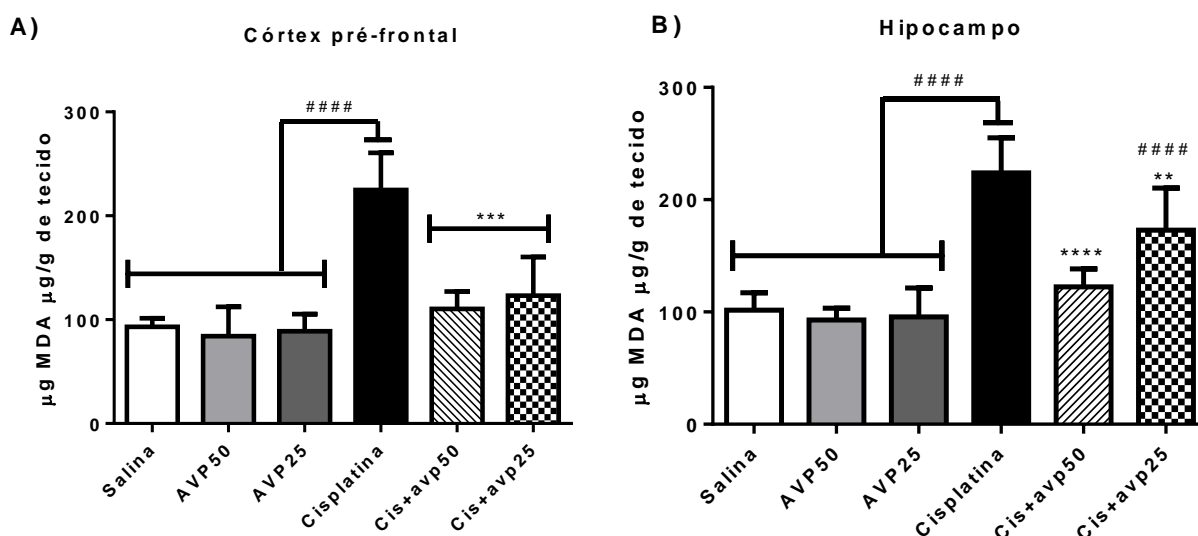 A)
Córtex pré-frontal
####
300
200
100
0
µg MDA µg/g de tecido
***
Salina
AVP50
AVP25
Cisplatina
Cis+avp50
Cis+avp25
B)
Hipocampo
####
300
200
100
0
µg MDA µg/g de tecido
****
####
**
Salina
AVP50
AVP25
Cisplatina
Cis+avp50
Cis+avp25